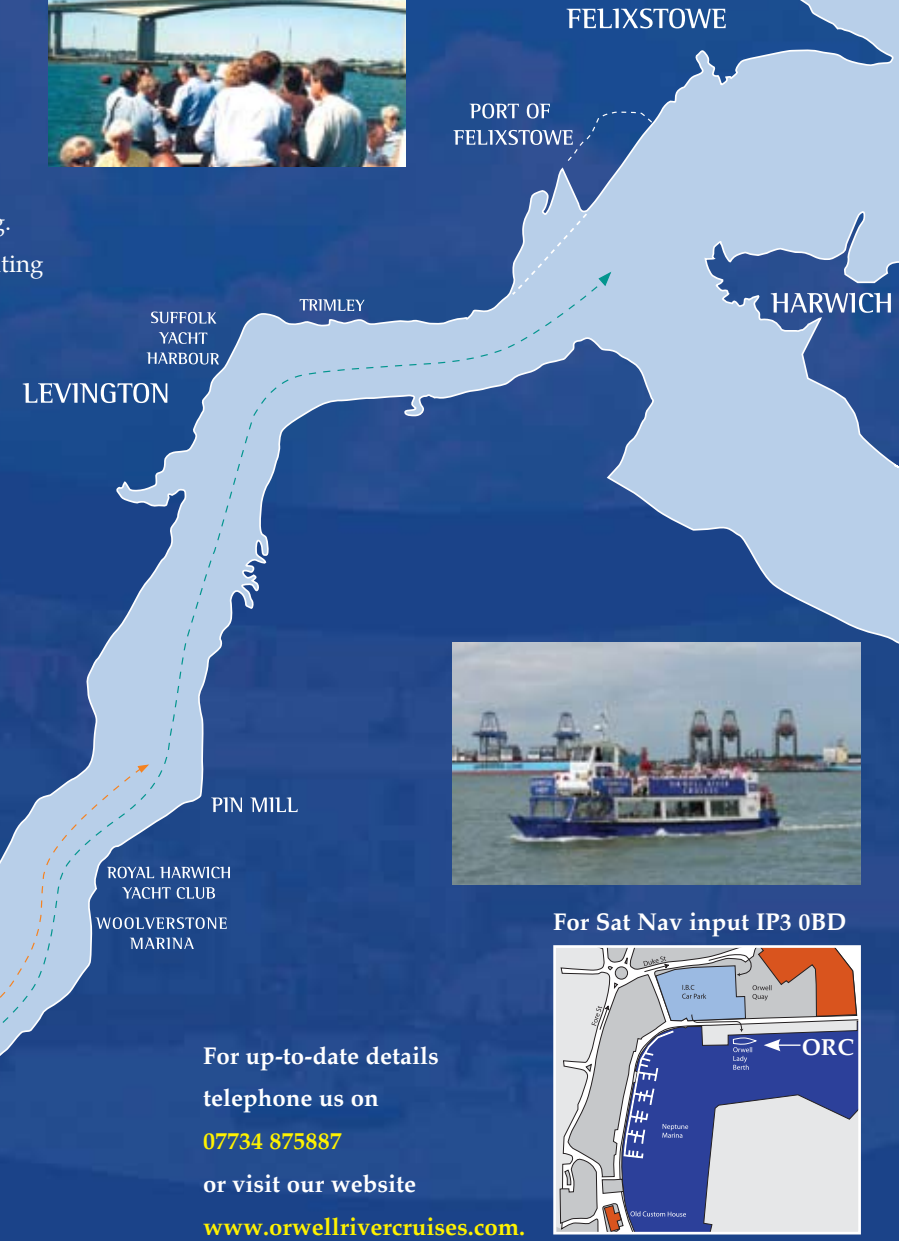 FELIXSTOWE
PORT OF
FELIXSTOWE
g.
ting
HARWICH
TRIMLEY
SUFFOLK
YACHT
HARBOUR
LEVINGTON
PIN MILL
ROYAL HARWICH
YACHT CLUB
WOOLVERSTONE
MARINA
ORWELL RIVER
CRUISES
For Sat Nav input IP3 0BD
Duke St
Fore St
I.B.C
Car Park
Orwell
Quay
Orwell
Lady
Berth
ORC
Neptune
Marina
Old Custom House
For up-to-date details
telephone us on
07734 875887
or visit our website
www.orwellrivercruises.com.